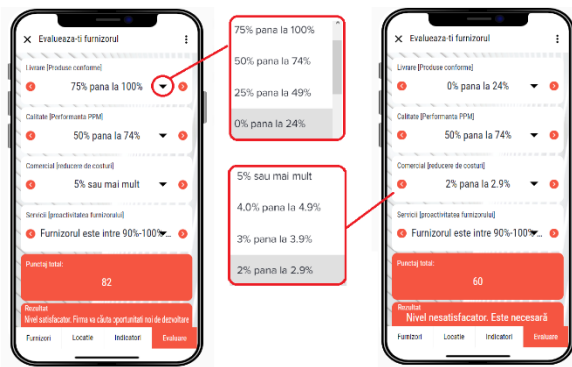 Evalueaza-ti furnizorul
Livrare [Produse conforme]
75% pana la 100%
Calitate [Performanta PPM]
50% pana la 74%
Comercial [reducere de costuri]
5% sau mai mult
Servicii [proactivitatea furnizorului]
Furnizorul este intre 90%-100%...
Punctaj total:
82
Rezultat
Nivel satisfacator. Firma va căuta oportunitati noi de dezvoltare
Furnizori Locatie Indicatori Evaluare
75% pana la 100%
50% pana la 74%
25% pana la 49%
0% pana la 24%
5% sau mai mult
4.0% pana la 4.9%
3% pana la 3.9%
2% pana la 2.9%
Evalueaza-ti furnizorul
Livrare [Produse conforme]
0% pana la 24%
Calitate [Performanta PPM]
50% pana la 74%
Comercial [reducere de costuri]
2% pana la 2.9%
Servicii [proactivitatea furnizorului]
Furnizorul este intre 90%-100%...
Punctaj total:
60
Rezultat
Nivel nesatisfacator. Este necesară
Furnizori Locatie Indicatori Evaluare